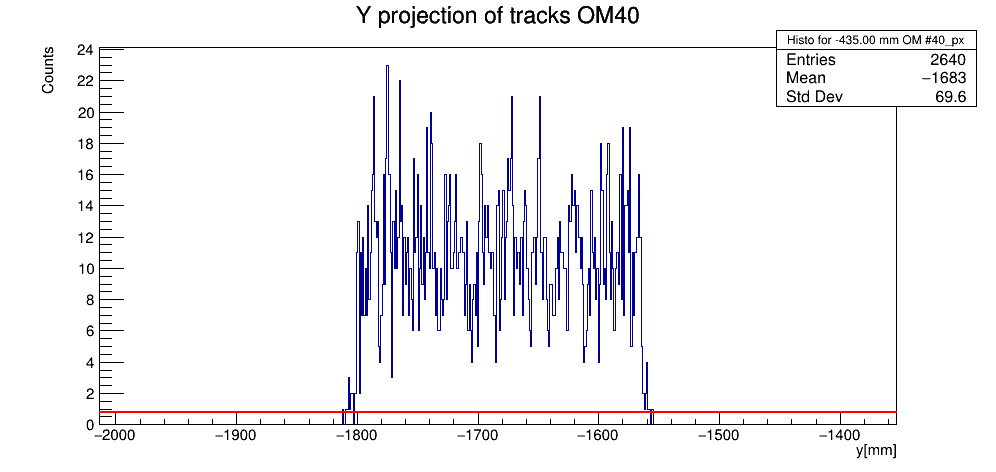 Y projection of tracks OM40
Histo for -435.00 mm OM #40_px
Entries 2640
Mean −1683
Std Dev 69.6
Counts
24
22
20
18
16
14
12
10
8
6
4
2
0
−2000 −1900 −1800 −1700 −1600 −1500 −1400
y[mm]